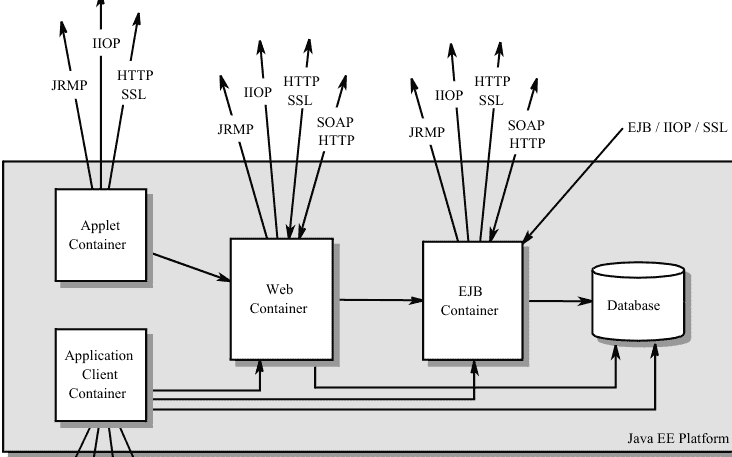 IIOP
JRMP
HTTP
SSL
IIOP
HTTP
SSL
JRMP
SOAP
HTTP
IIOP
HTTP
SSL
JRMP
SOAP
HTTP
EJB / IIOP / SSL
Applet
Container
Web
Container
EJB
Container
Database
Application
Client
Container
Java EE Platform